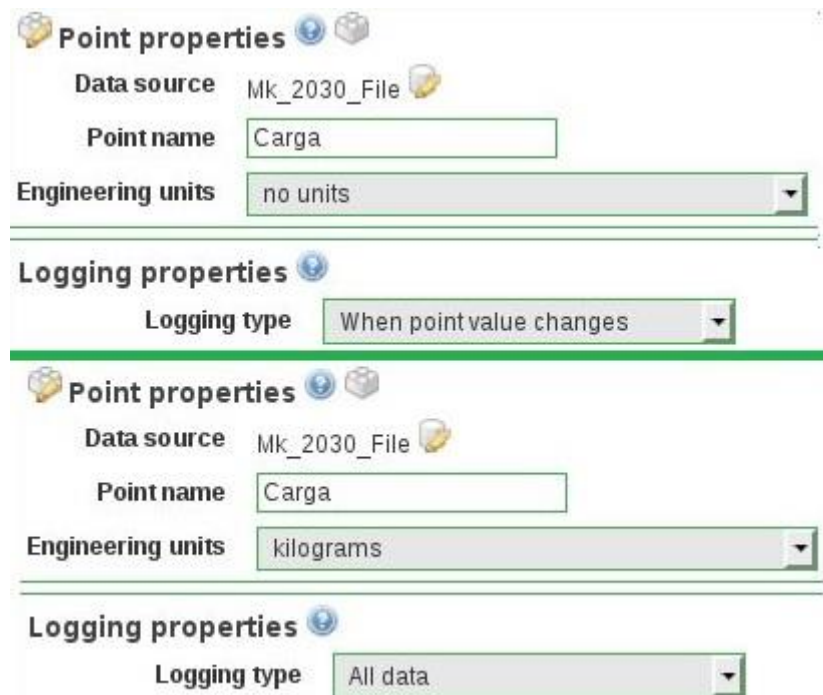 Point properties
Data source Mk_2030_File
Point name Carga
Engineering units no units
Logging properties
Logging type When point value changes
Point properties
Data source Mk_2030_File
Point name Carga
Engineering units kilograms
Logging properties
Logging type All data